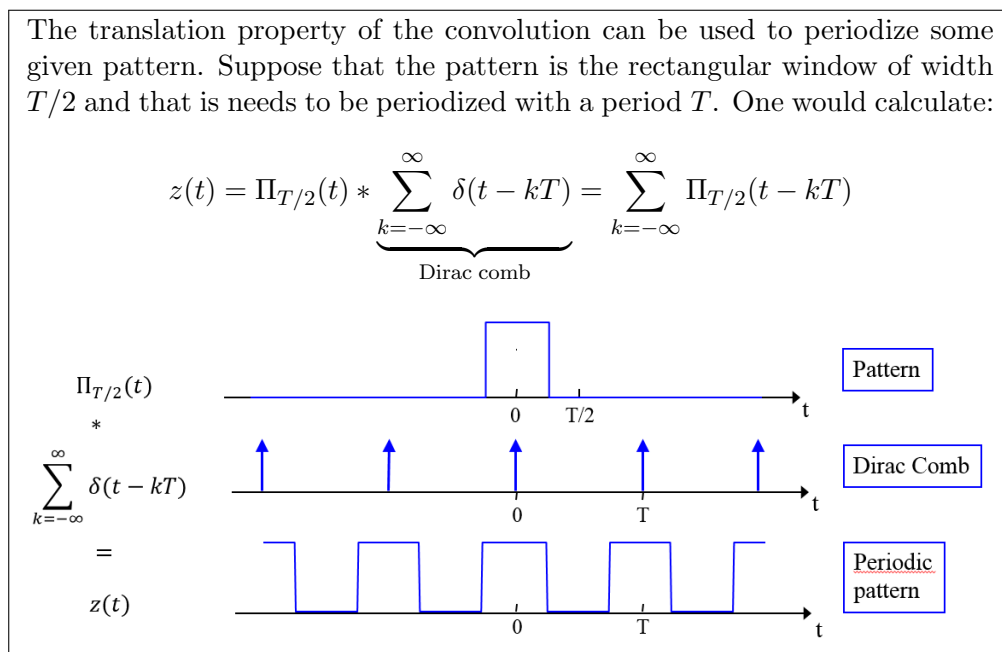 The translation property of the convolution can be used to periodize some
given pattern. Suppose that the pattern is the rectangular window of width
T/2 and that is needs to be periodized with a period T. One would calculate:
z(t) = Π_{T/2}(t) ∗ ∑_{k=−∞}^{∞} δ(t − kT) = ∑_{k=−∞}^{∞} Π_{T/2}(t − kT)
Dirac comb
Π_{T/2}(t)
Pattern
0 T/2 t
∗
∑_{k=−∞}^{∞} δ(t − kT)
Dirac Comb
0 T t
=
z(t)
Periodic
pattern
0 T t